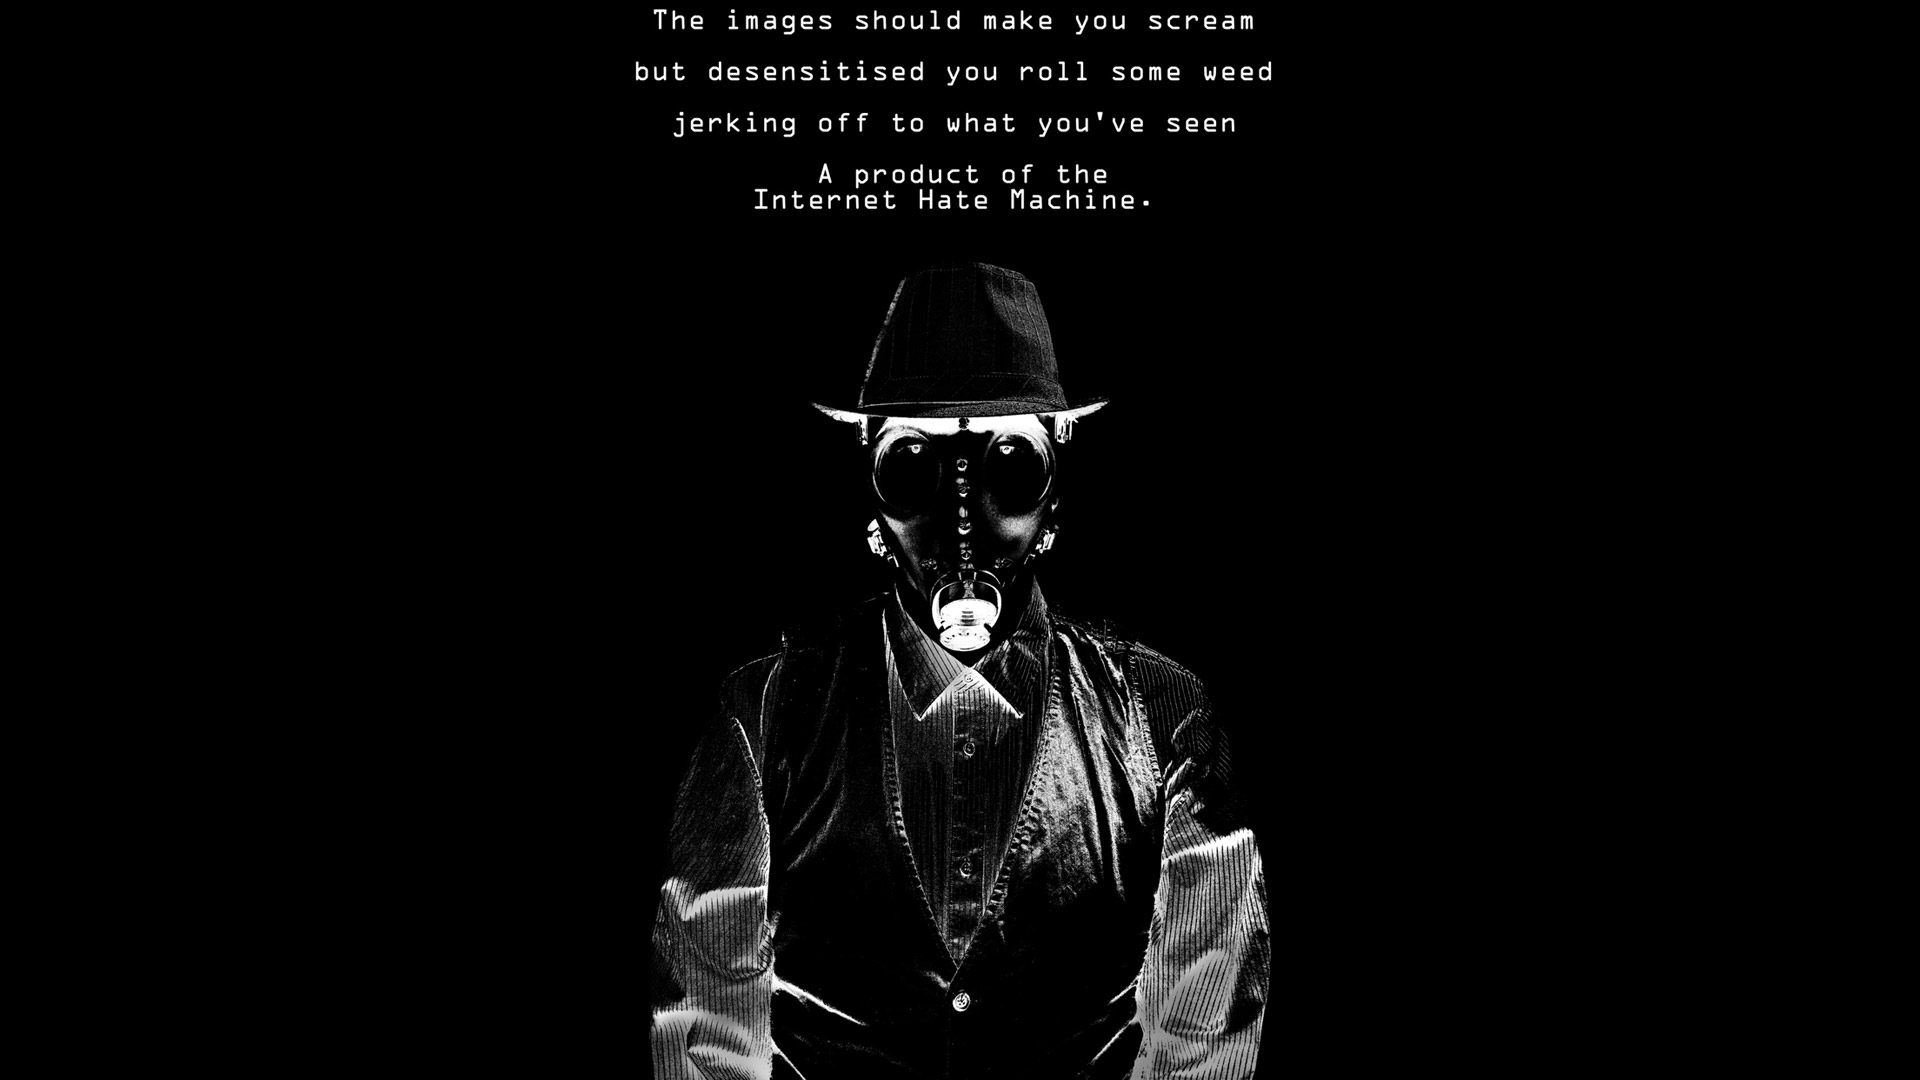 The images should make you scream
but desensitised you roll some weed
jerking off to what you've seen
A product of the
Internet Hate Machine.